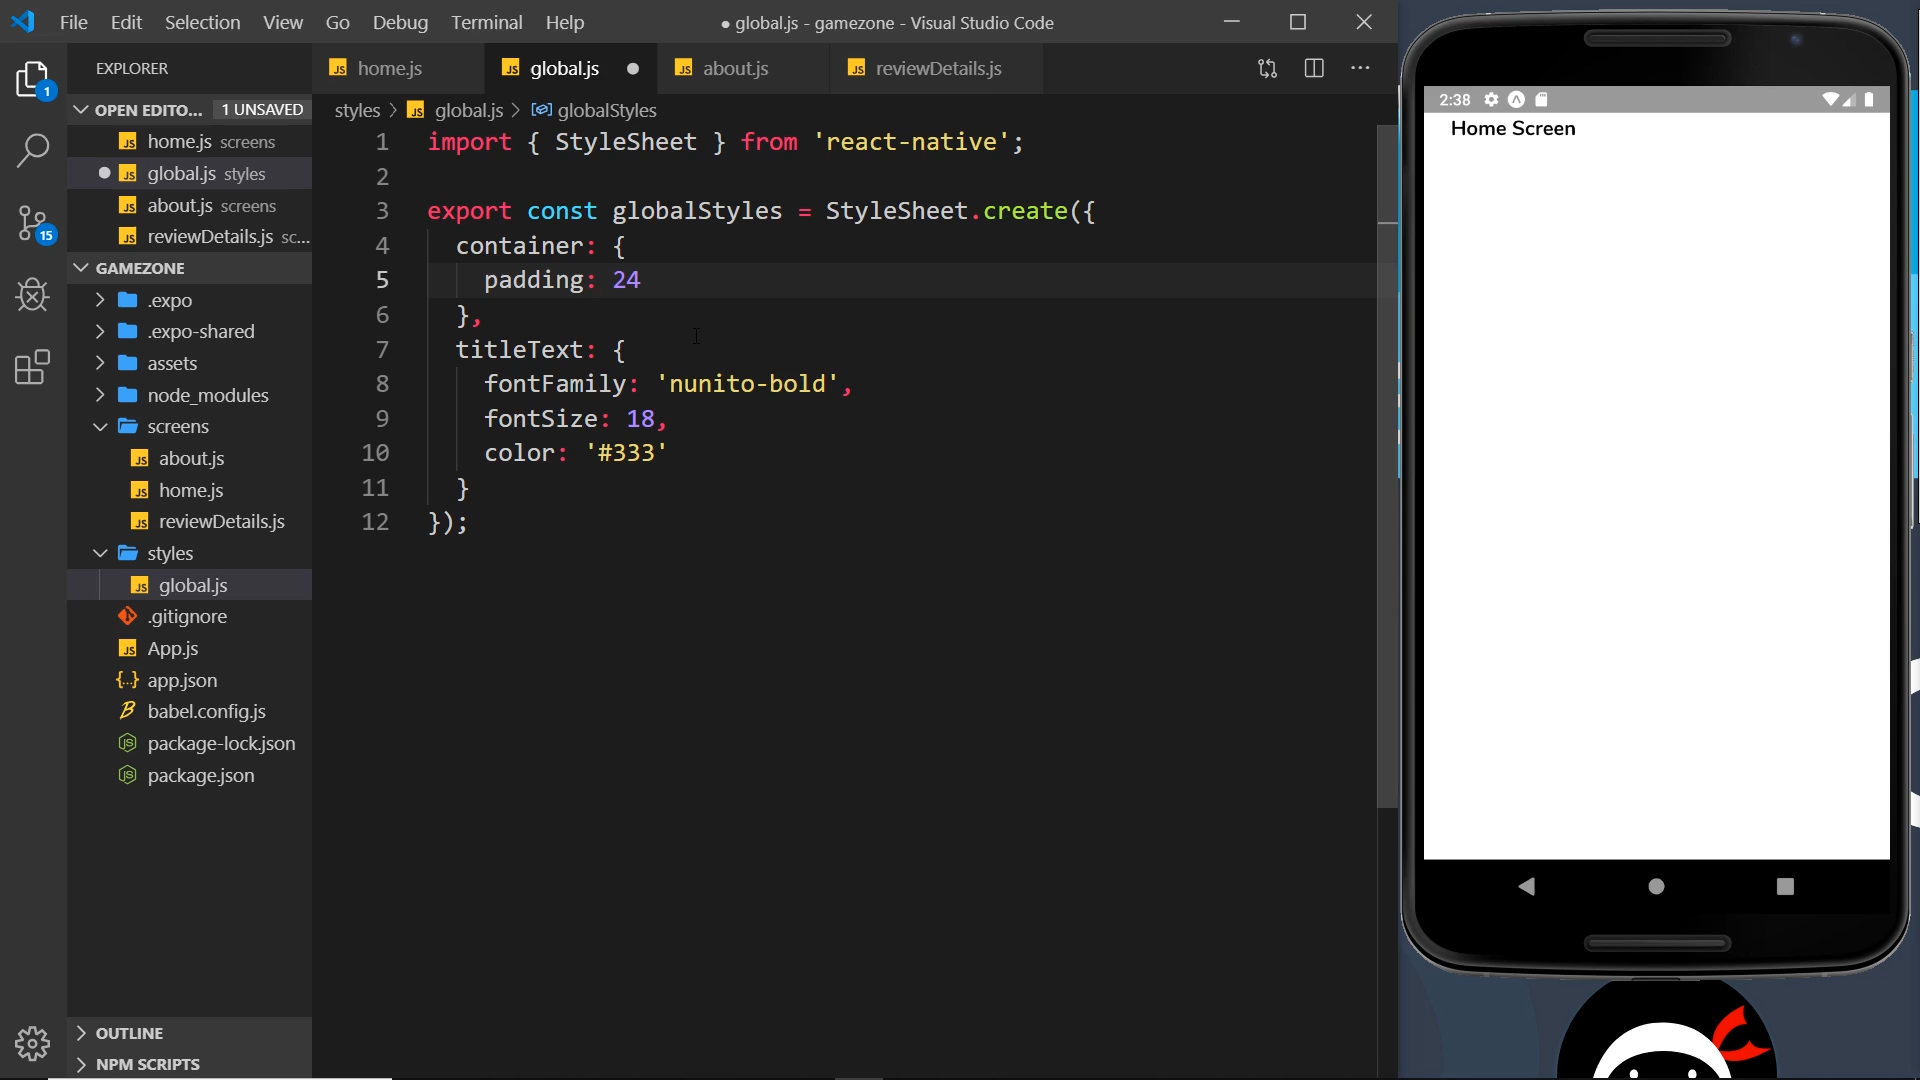 File Edit Selection View Go Debug Terminal Help
● global.js - gamezone - Visual Studio Code
EXPLORER
home.js
global.js
about.js
reviewDetails.js
OPEN EDITO... 1 UNSAVED
home.js screens
global.js styles
about.js screens
reviewDetails.js sc...
GAMEZONE
.expo
.expo-shared
assets
node_modules
screens
about.js
home.js
reviewDetails.js
styles
global.js
.gitignore
App.js
app.json
babel.config.js
package-lock.json
package.json
OUTLINE
NPM SCRIPTS
1
15
styles > global.js > globalStyles
1 import { StyleSheet } from 'react-native';
2
3 export const globalStyles = StyleSheet.create({
4 container: {
5 padding: 24
6 },
7 titleText: {
8 fontFamily: 'nunito-bold',
9 fontSize: 18,
10 color: '#333'
11 }
12 });
2:38
Home Screen